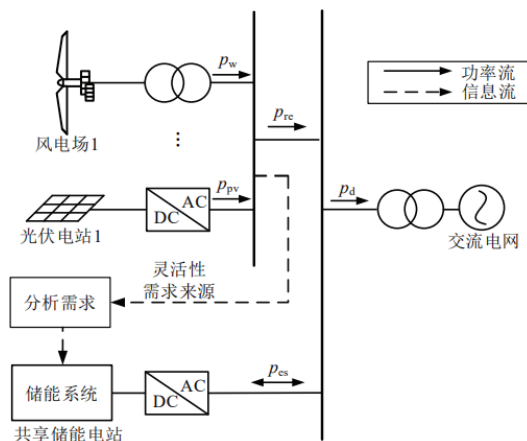 p_w
功率流
信息流
p_re
风电场1
⋮
p_pv
p_d
AC
DC
光伏电站1
交流电网
灵活性
需求来源
分析需求
p_es
AC
DC
储能系统
共享储能电站